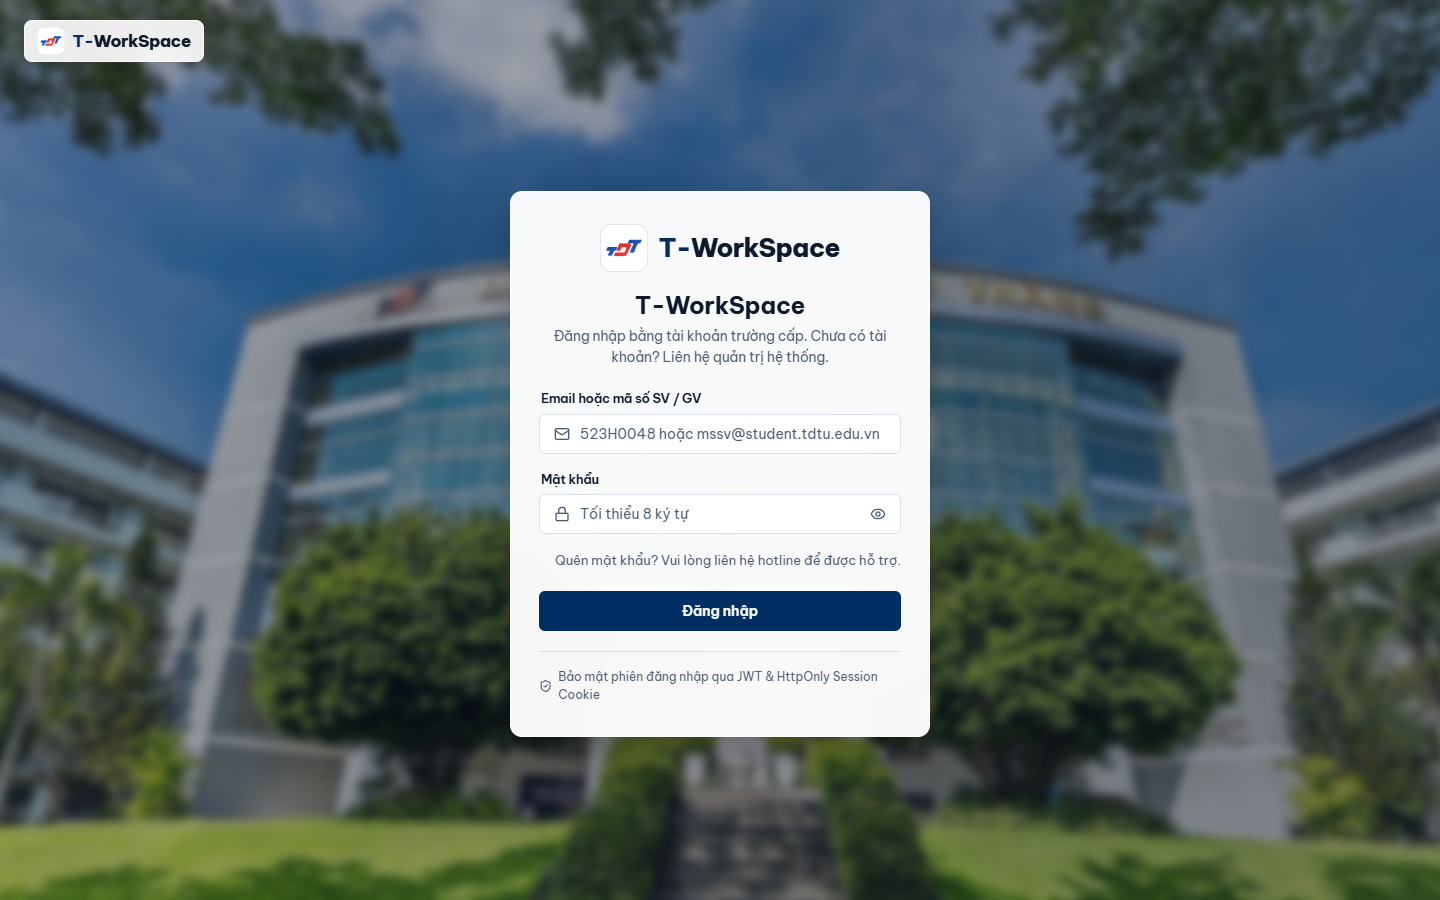 TDT T-WorkSpace
TDT T-WorkSpace
T-WorkSpace
Đăng nhập bằng tài khoản trường cấp. Chưa có tài
khoản? Liên hệ quản trị hệ thống.
Email hoặc mã số SV / GV
523H0048 hoặc mssv@student.tdtu.edu.vn
Mật khẩu
Tối thiểu 8 ký tự
Quên mật khẩu? Vui lòng liên hệ hotline để được hỗ trợ.
Đăng nhập
Bảo mật phiên đăng nhập qua JWT & HttpOnly Session
Cookie